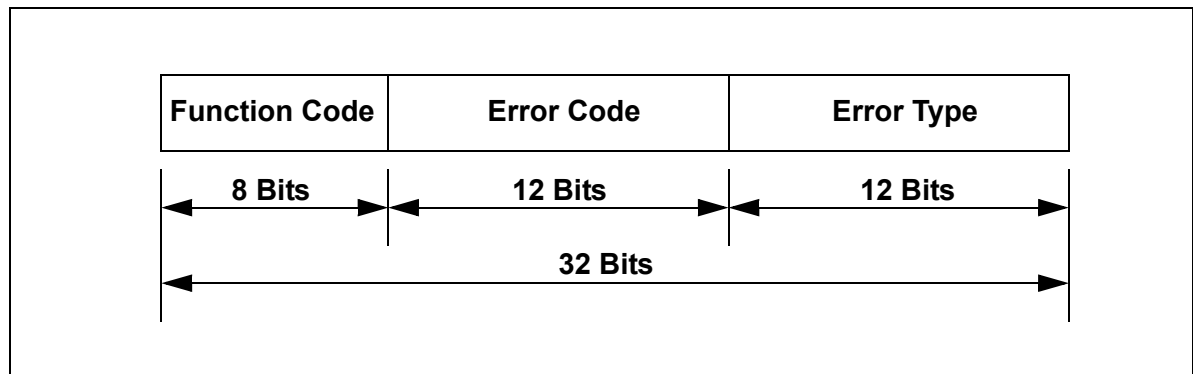 Function Code Error Code Error Type
8 Bits 12 Bits 12 Bits
32 Bits